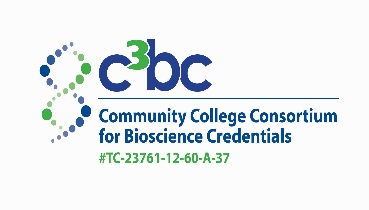 c³bc
Community College Consortium
for Bioscience Credentials
#TC-23761-12-60-A-37